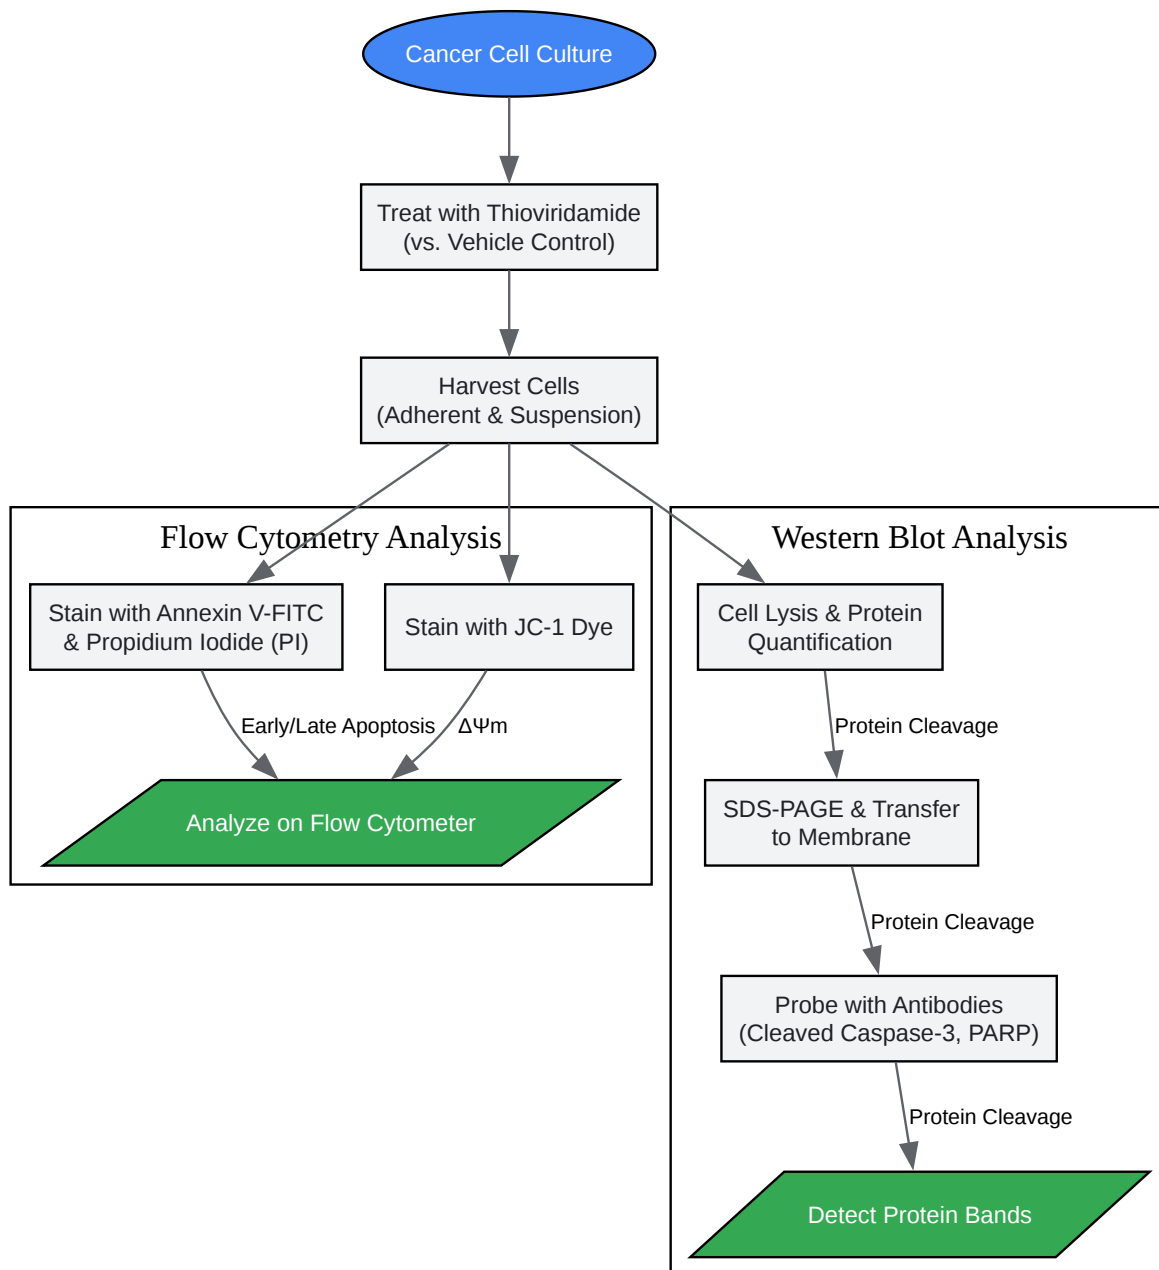 Cancer Cell Culture
Treat with Thioviridamide
(vs. Vehicle Control)
Harvest Cells
(Adherent & Suspension)
Flow Cytometry Analysis
Stain with Annexin V-FITC
& Propidium Iodide (PI)
Stain with JC-1 Dye
Early/Late Apoptosis
ΔΨm
Analyze on Flow Cytometer
Western Blot Analysis
Cell Lysis & Protein
Quantification
Protein Cleavage
SDS-PAGE & Transfer
to Membrane
Protein Cleavage
Probe with Antibodies
(Cleaved Caspase-3, PARP)
Protein Cleavage
Detect Protein Bands